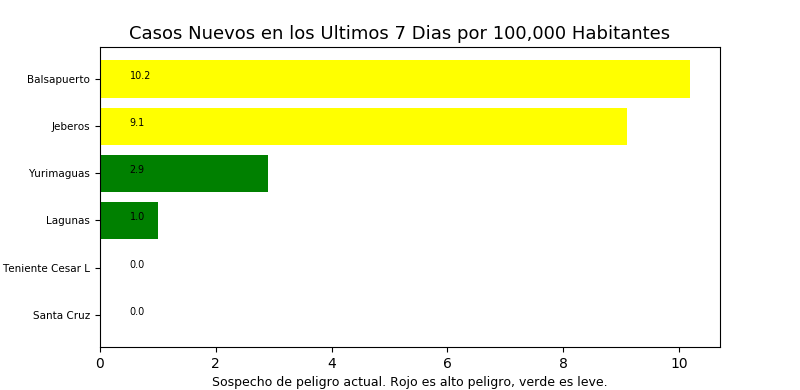 Casos Nuevos en los Ultimos 7 Dias por 100,000 Habitantes
Balsapuerto 10.2
Jeberos 9.1
Yurimaguas 2.9
Lagunas 1.0
Teniente Cesar L 0.0
Santa Cruz 0.0
0 2 4 6 8 10
Sospecho de peligro actual. Rojo es alto peligro, verde es leve.